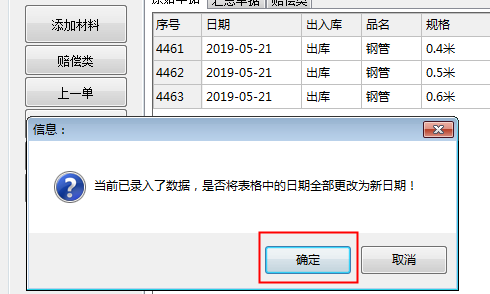 原始单据 汇总单据 赔偿类
添加材料
赔偿类
上一单
序号 日期 出入库 品名 规格
4461 2019-05-21 出库 钢管 0.4米
4462 2019-05-21 出库 钢管 0.5米
4463 2019-05-21 出库 钢管 0.6米
信息：
当前已录入了数据，是否将表格中的日期全部更改为新日期！
确定 取消